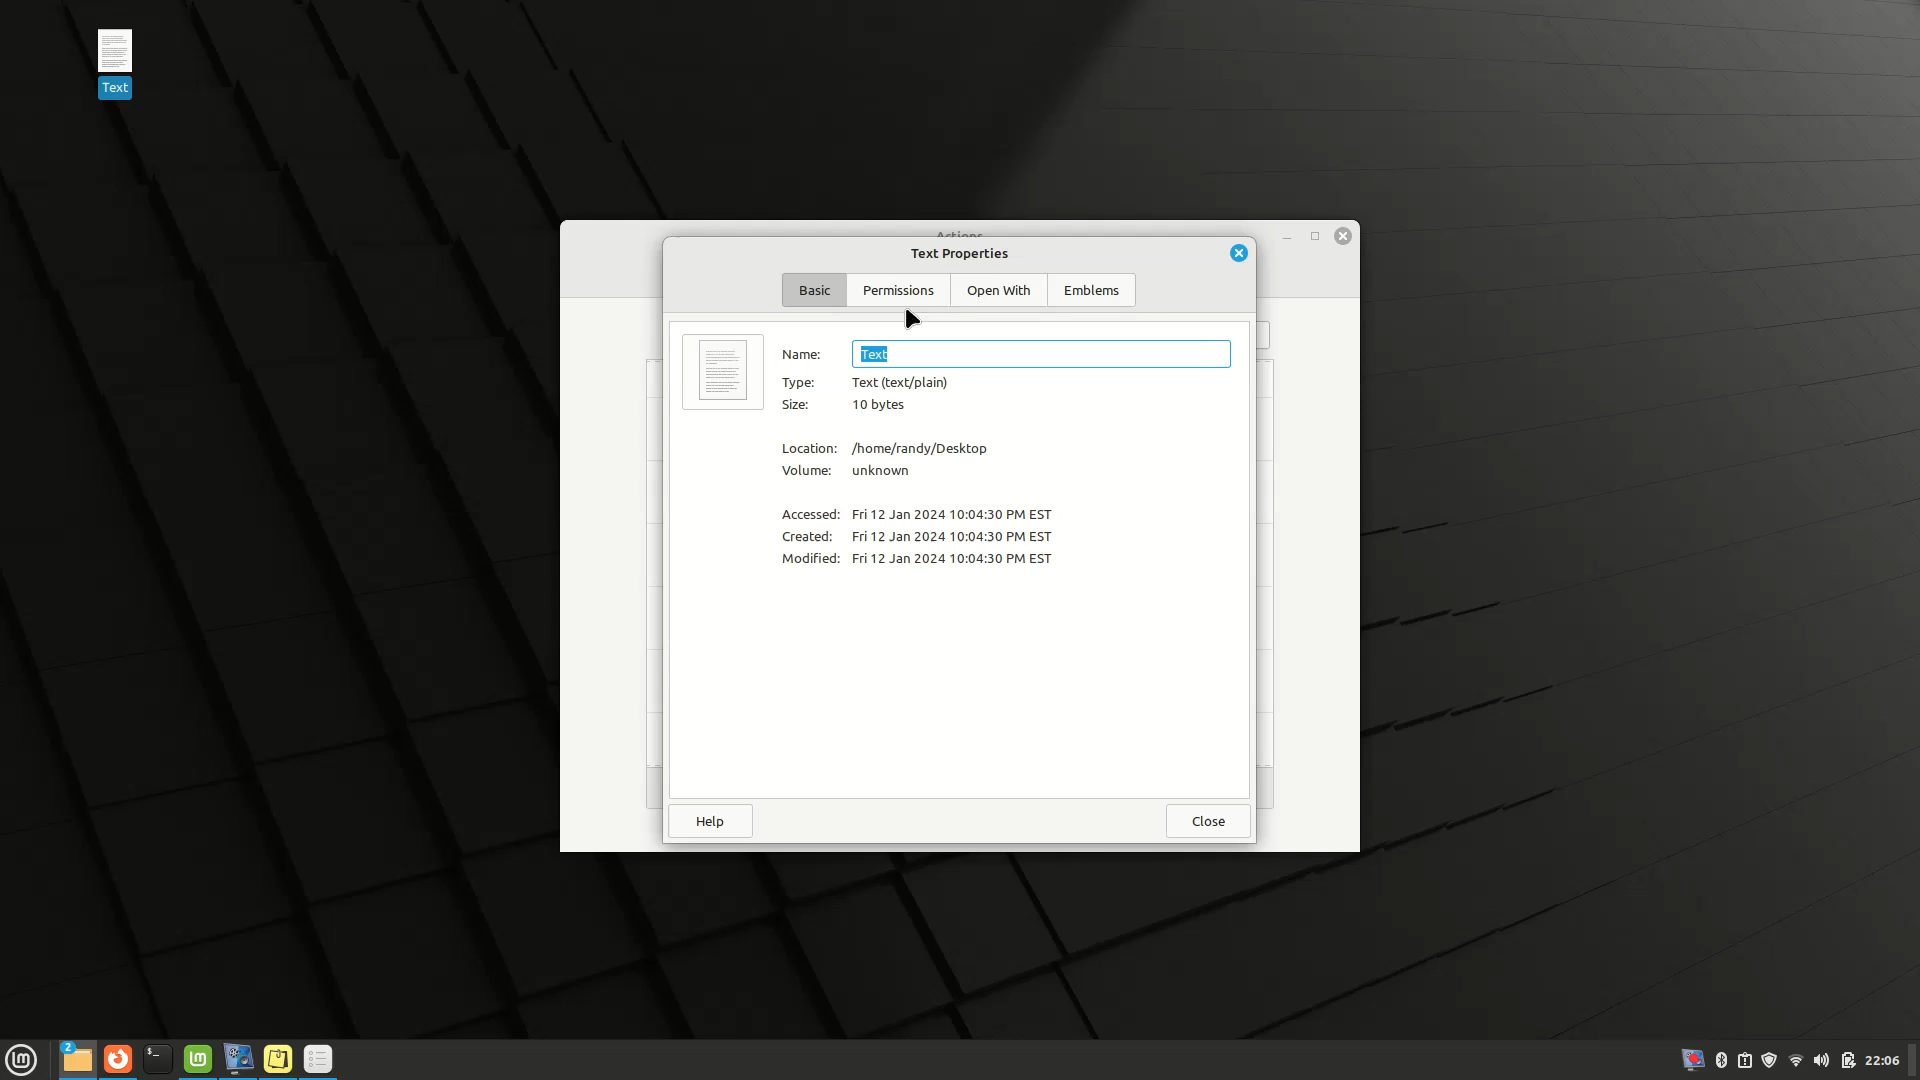 Text
Actions
Text Properties
Basic
Permissions
Open With
Emblems
Name: Text
Type: Text (text/plain)
Size: 10 bytes
Location: /home/randy/Desktop
Volume: unknown
Accessed: Fri 12 Jan 2024 10:04:30 PM EST
Created: Fri 12 Jan 2024 10:04:30 PM EST
Modified: Fri 12 Jan 2024 10:04:30 PM EST
Help
Close
2
22:06